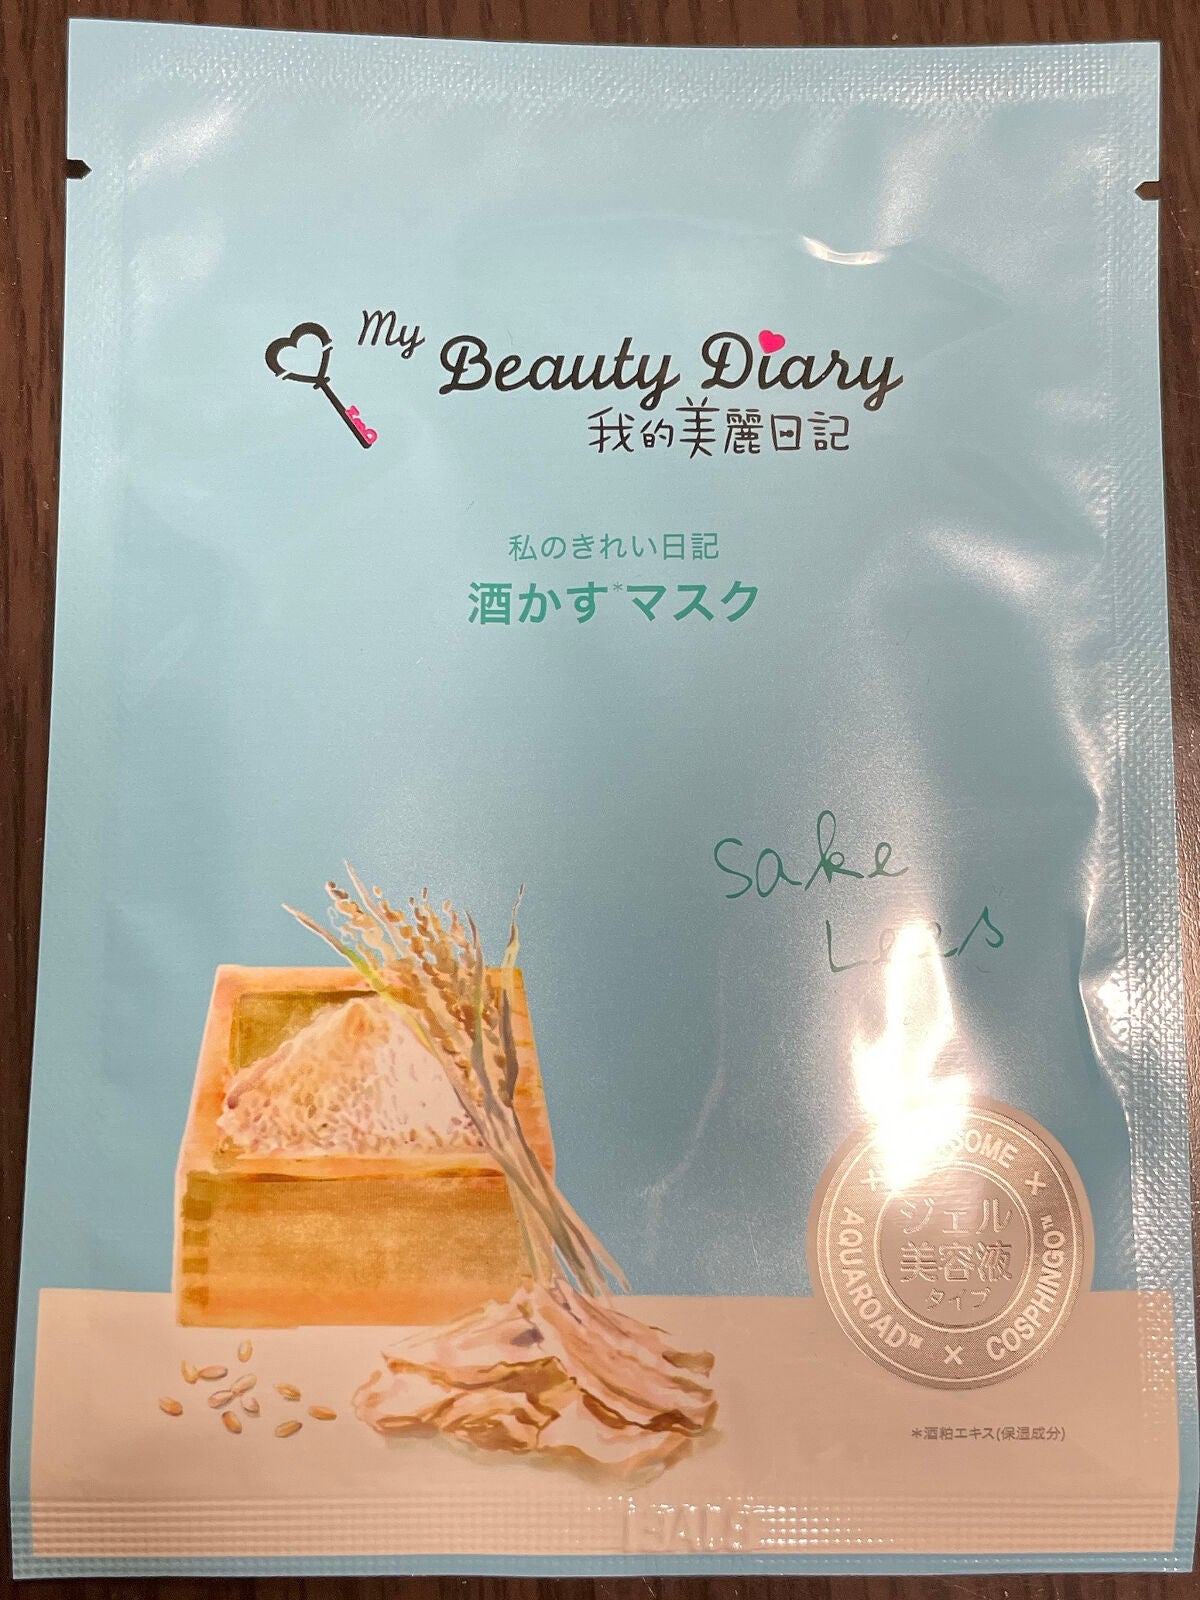 My Beauty Diary
我的美麗日記
私のきれい日記
酒かす*マスク
sake
Lees
AQUAROAD™ × COSPHINGO™ ×
ジェル
美容液
タイプ
*酒粕エキス(保湿成分)